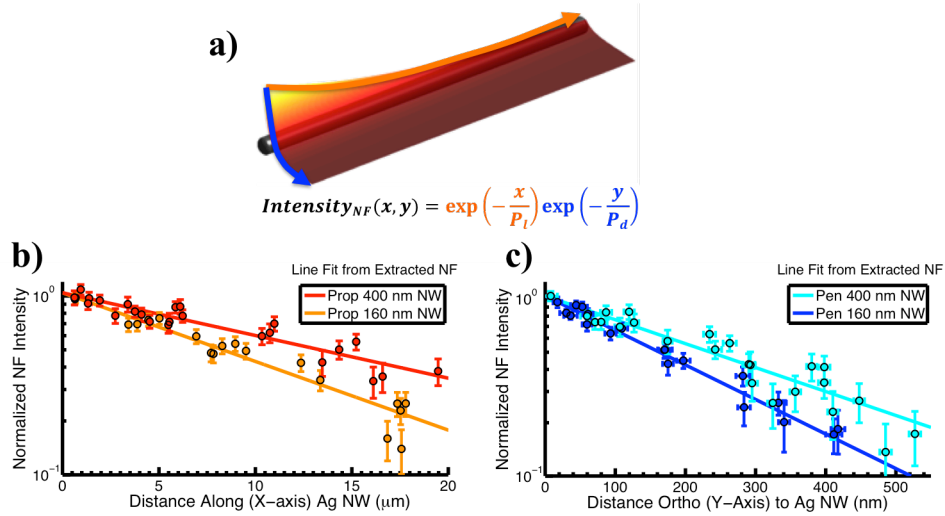 a)
Intensity_NF(x, y) = exp(−x/P_l) exp(−y/P_d)
b)
Line Fit from Extracted NF
Prop 400 nm NW
Prop 160 nm NW
Normalized NF Intensity
10^0
10^-1
0 5 10 15 20
Distance Along (X-axis) Ag NW (μm)
c)
Line Fit from Extracted NF
Pen 400 nm NW
Pen 160 nm NW
Normalized NF Intensity
10^0
10^-1
0 100 200 300 400 500
Distance Ortho (Y-Axis) to Ag NW (nm)